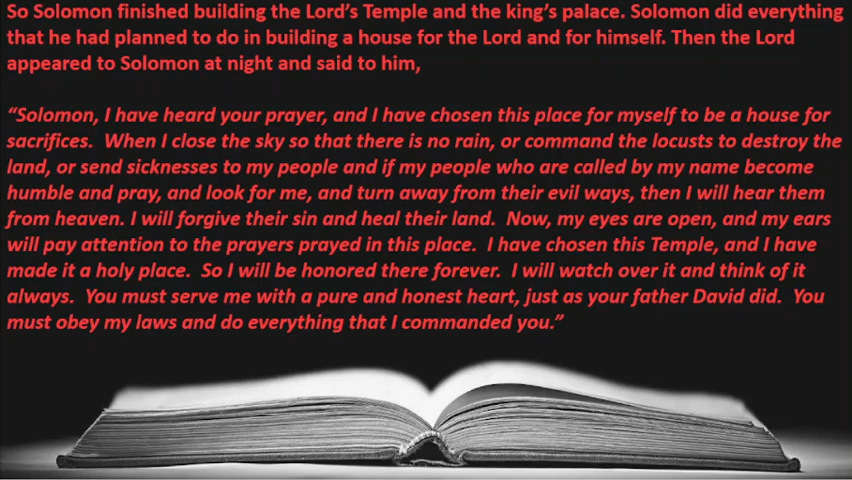 So Solomon finished building the Lord’s Temple and the king’s palace. Solomon did everything
that he had planned to do in building a house for the Lord and for himself. Then the Lord
appeared to Solomon at night and said to him,
“Solomon, I have heard your prayer, and I have chosen this place for myself to be a house for
sacrifices.  When I close the sky so that there is no rain, or command the locusts to destroy the
land, or send sicknesses to my people and if my people who are called by my name become
humble and pray, and look for me, and turn away from their evil ways, then I will hear them
from heaven. I will forgive their sin and heal their land.  Now, my eyes are open, and my ears
will pay attention to the prayers prayed in this place.  I have chosen this Temple, and I have
made it a holy place.  So I will be honored there forever.  I will watch over it and think of it
always.  You must serve me with a pure and honest heart, just as your father David did.  You
must obey my laws and do everything that I commanded you.”